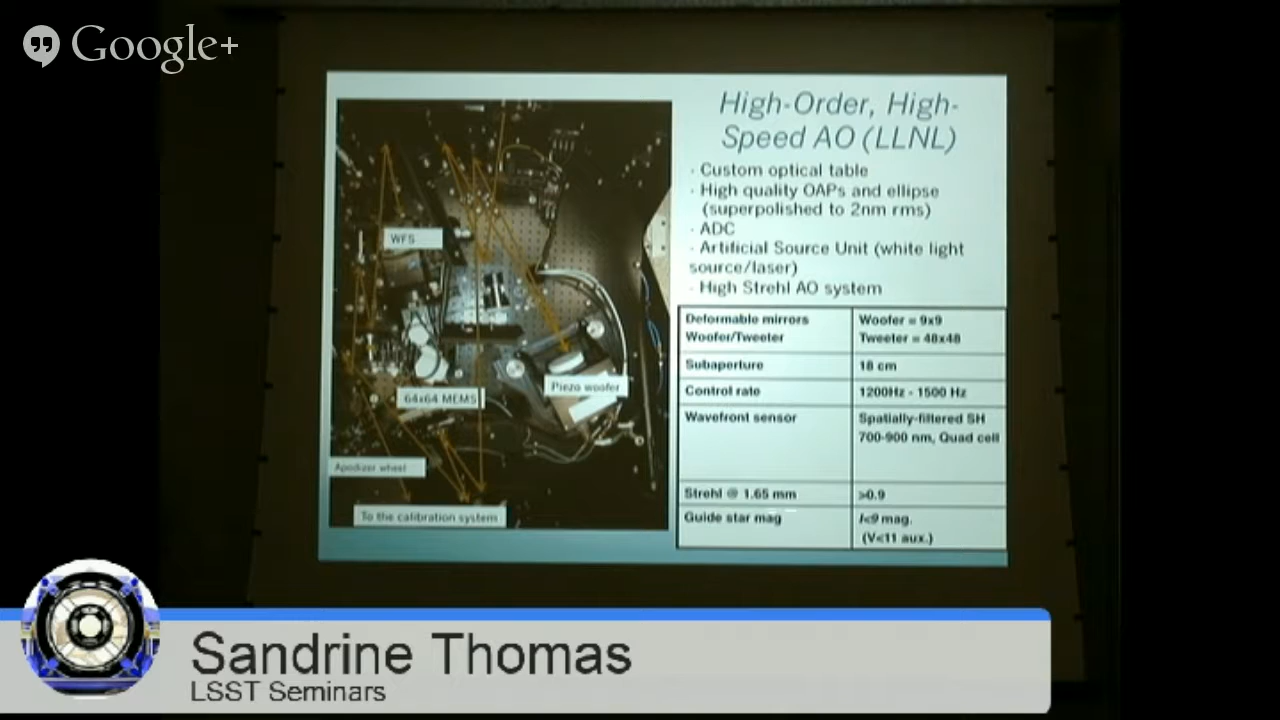 Google+
High-Order, High-
Speed AO (LLNL)
- Custom optical table
- High quality OAPs and ellipse
(superpolished to 2nm rms)
- ADC
- Artificial Source Unit (white light
source/laser)
- High Strehl AO system
WFS
64x64 MEMS
Piezo woofer
Apodizer wheel
To the calibration system
Deformable mirrors Woofer = 9x9
Woofer/Tweeter Tweeter = 48x48
Subaperture 18 cm
Control rate 1200Hz - 1500 Hz
Wavefront sensor Spatially-filtered SH
700-900 nm, Quad cell
Strehl @ 1.65 mm >0.9
Guide star mag I<9 mag.
(V<11 aux.)
Sandrine Thomas
LSST Seminars